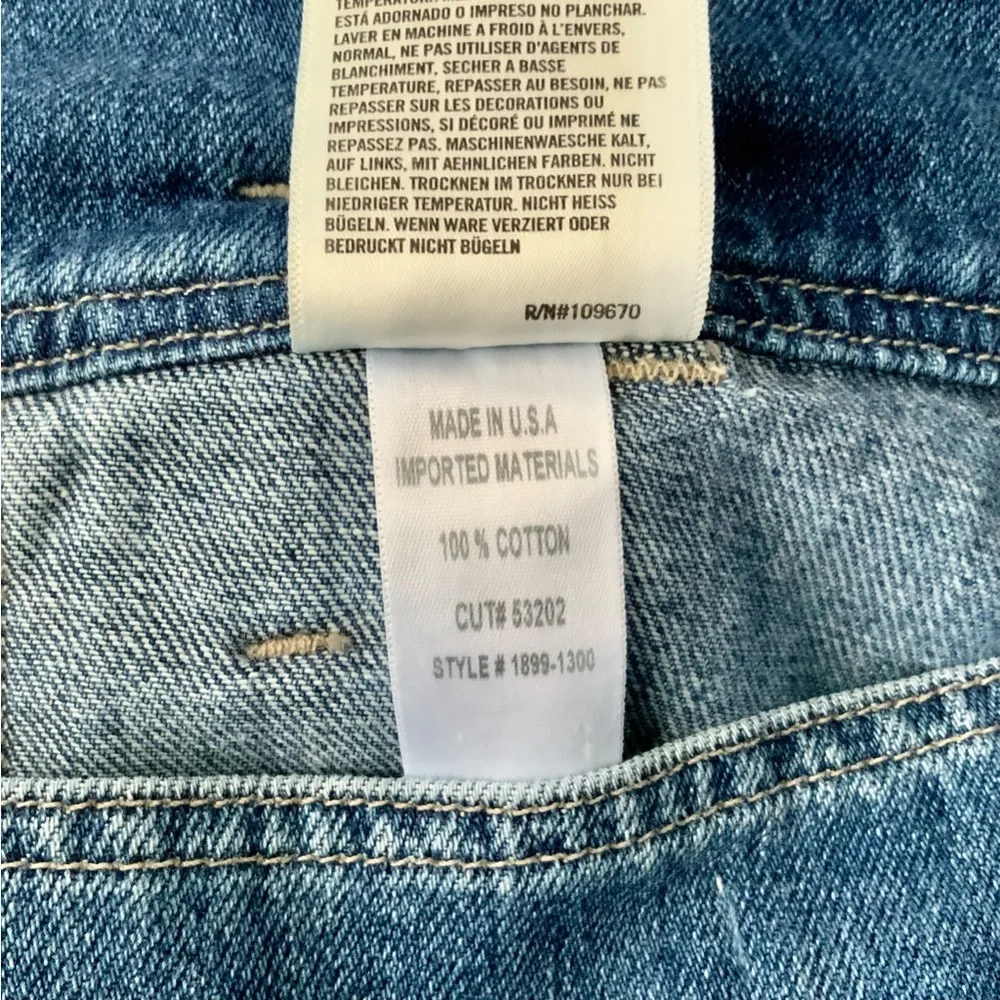 TEMPERATURA
ESTÁ ADORNADO O IMPRESO NO PLANCHAR.
LAVER EN MACHINE A FROID À L'ENVERS,
NORMAL, NE PAS UTILISER D'AGENTS DE
BLANCHIMENT, SECHER A BASSE
TEMPERATURE, REPASSER AU BESOIN, NE PAS
REPASSER SUR LES DECORATIONS OU
IMPRESSIONS, SI DÉCORÉ OU IMPRIMÉ NE
REPASSEZ PAS. MASCHINENWAESCHE KALT,
AUF LINKS, MIT AEHNLICHEN FARBEN. NICHT
BLEICHEN. TROCKNEN IM TROCKNER NUR BEI
NIEDRIGER TEMPERATUR. NICHT HEISS
BÜGELN. WENN WARE VERZIERT ODER
BEDRUCKT NICHT BÜGELN
R/N#109670
MADE IN U.S.A
IMPORTED MATERIALS
100 % COTTON
CUT# 53202
STYLE # 1899-1300